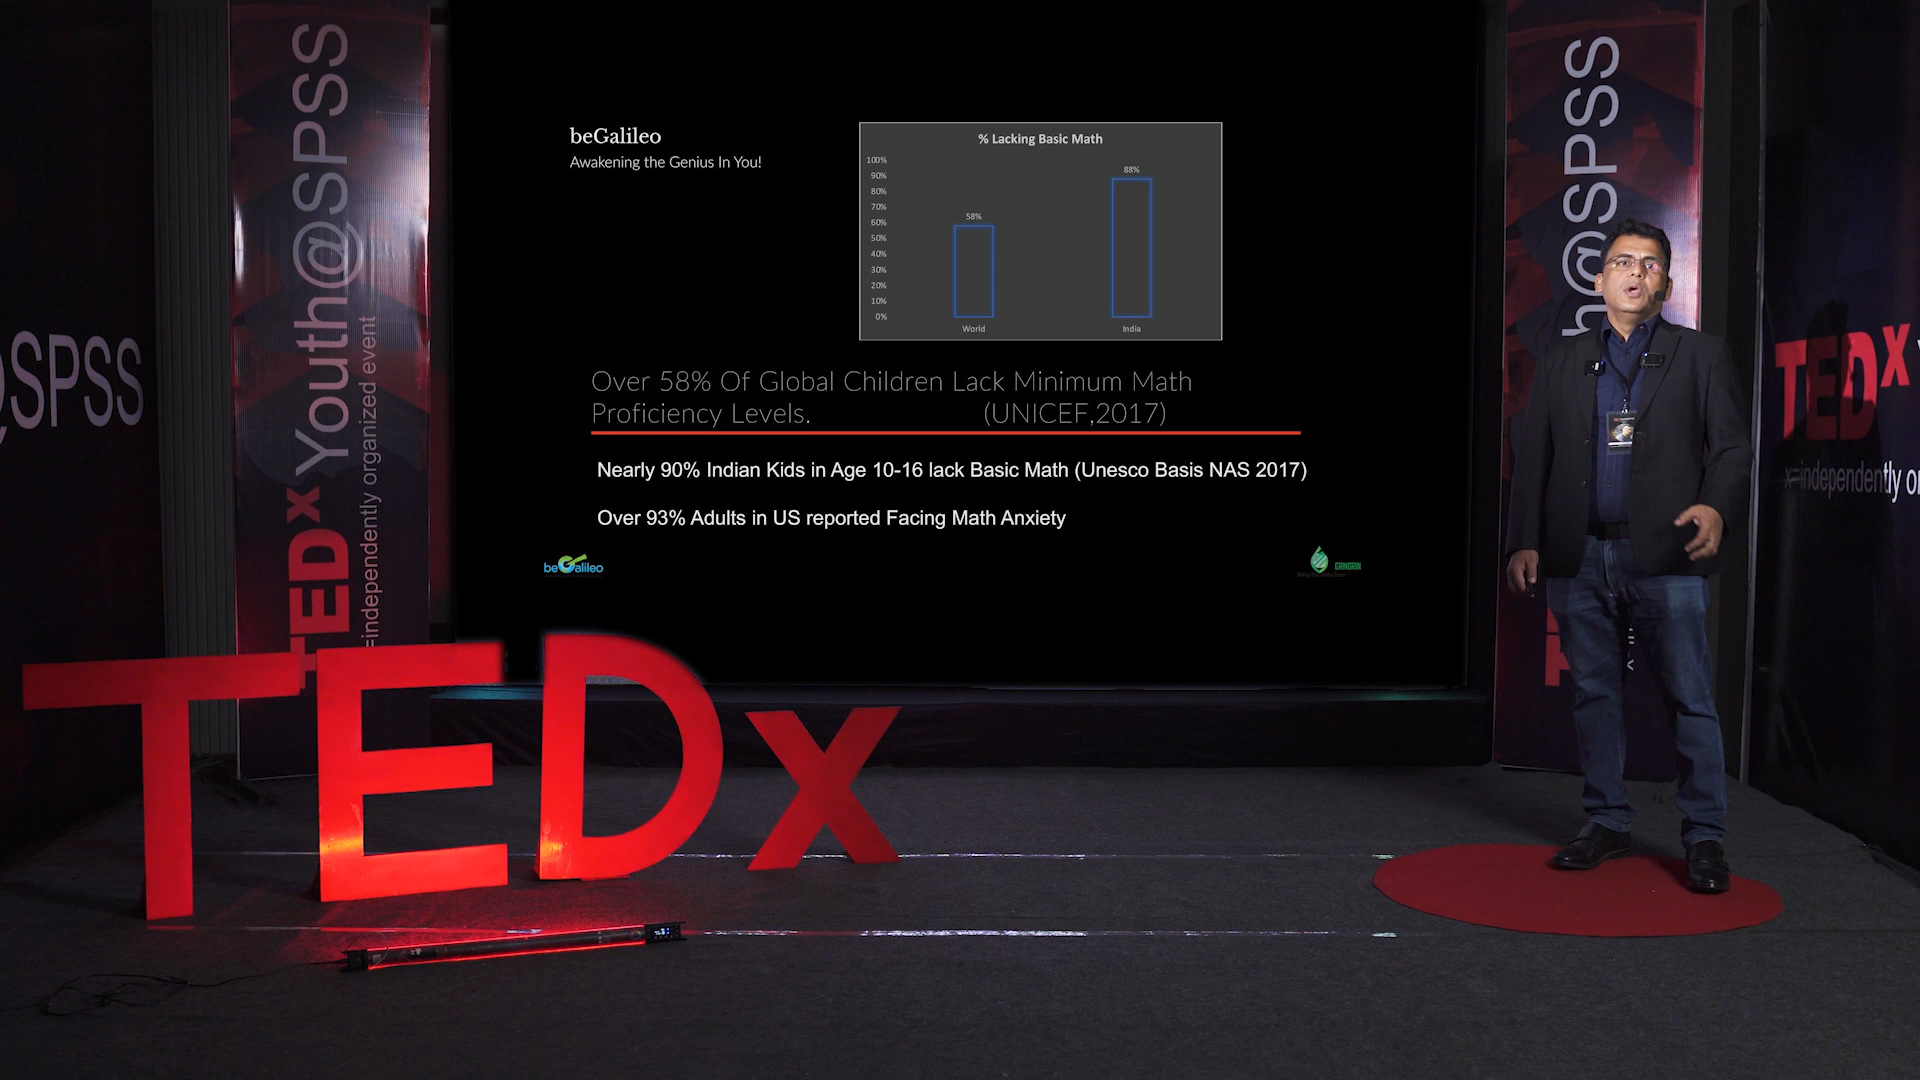 TEDxYouth@SPSS
x=independently organized event
@SPSS
beGalileo
Awakening the Genius In You!
% Lacking Basic Math
100%
90%
80%
70%
60%
50%
40%
30%
20%
10%
0%
58%
88%
World
India
Over 58% Of Global Children Lack Minimum Math
Proficiency Levels. (UNICEF,2017)
Nearly 90% Indian Kids in Age 10-16 lack Basic Math (Unesco Basis NAS 2017)
Over 93% Adults in US reported Facing Math Anxiety
beGalileo
GRINGRIN
h@SPSS
TEDx
x=independently or
TEDx